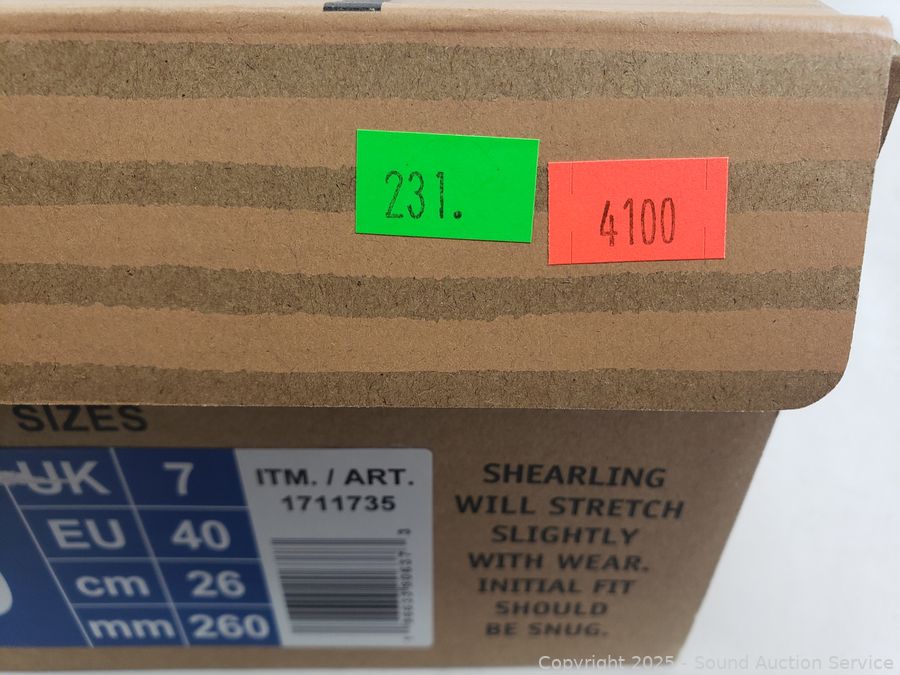 231.
4100
SIZES
UK 7
EU 40
cm 26
mm 260
ITM. / ART.
1711735
SHEARLING
WILL STRETCH
SLIGHTLY
WITH WEAR.
INITIAL FIT
SHOULD
BE SNUG.
Copyright 2025 - Sound Auction Service